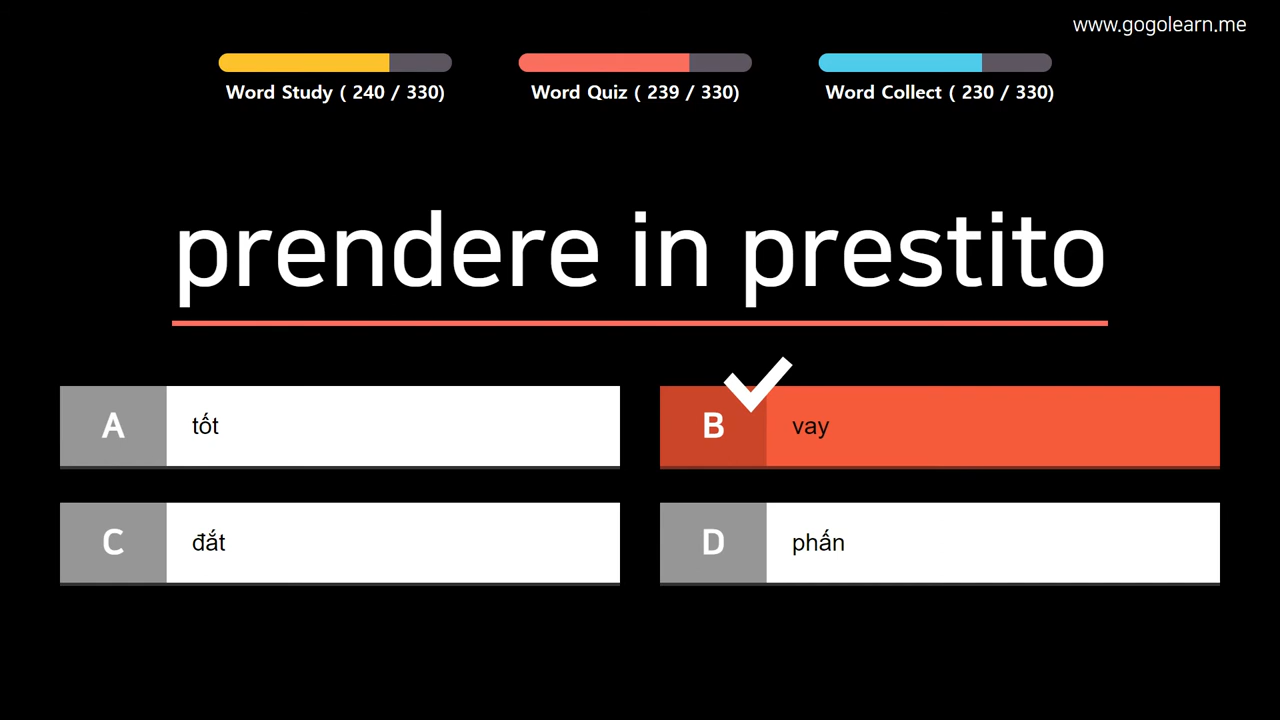 www.gogolearn.me
Word Study ( 240 / 330)
Word Quiz ( 239 / 330)
Word Collect ( 230 / 330)
prendere in prestito
A
tốt
B
vay
C
đắt
D
phấn